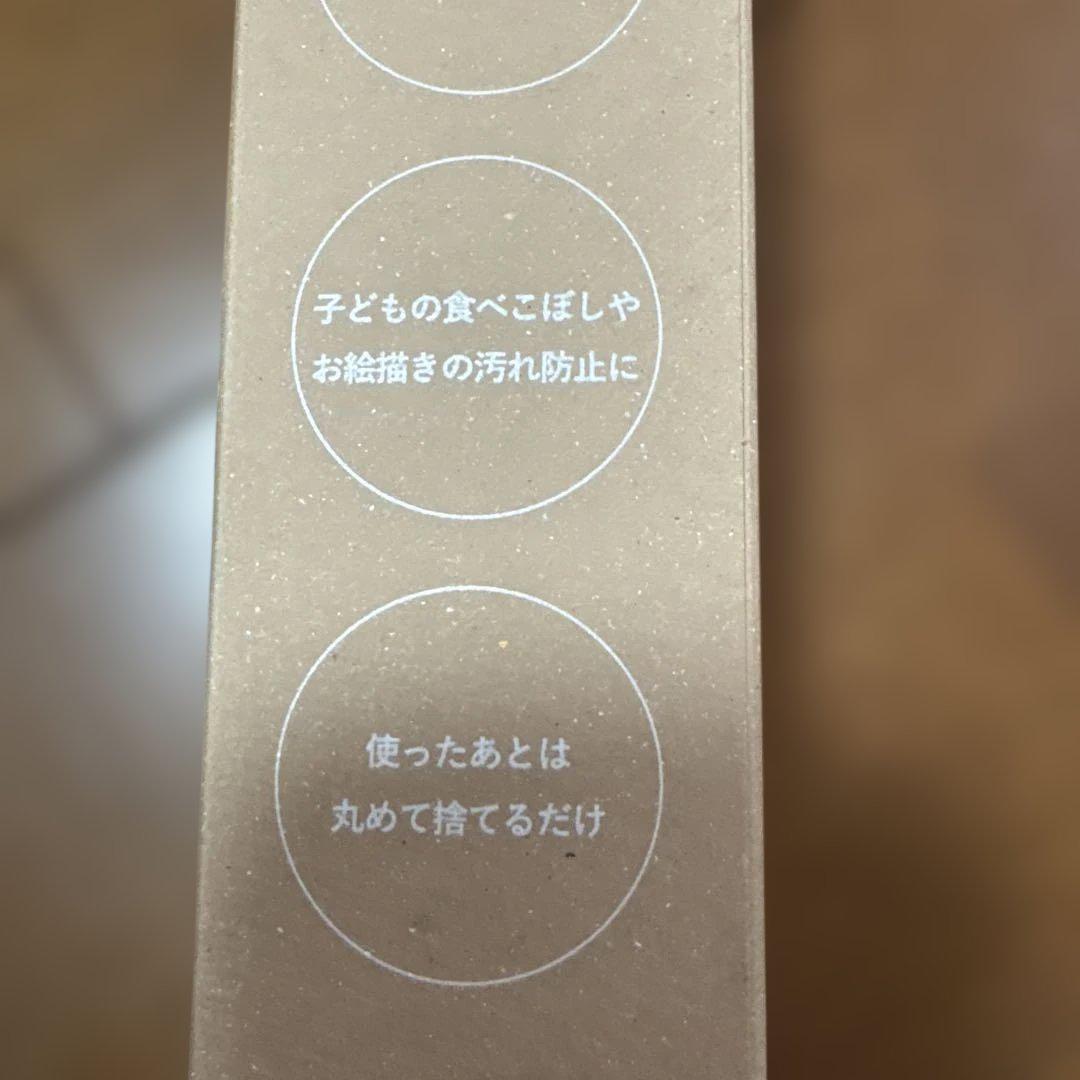 子どもの食べこぼしや
お絵描きの汚れ防止に
使ったあとは
丸めて捨てるだけ